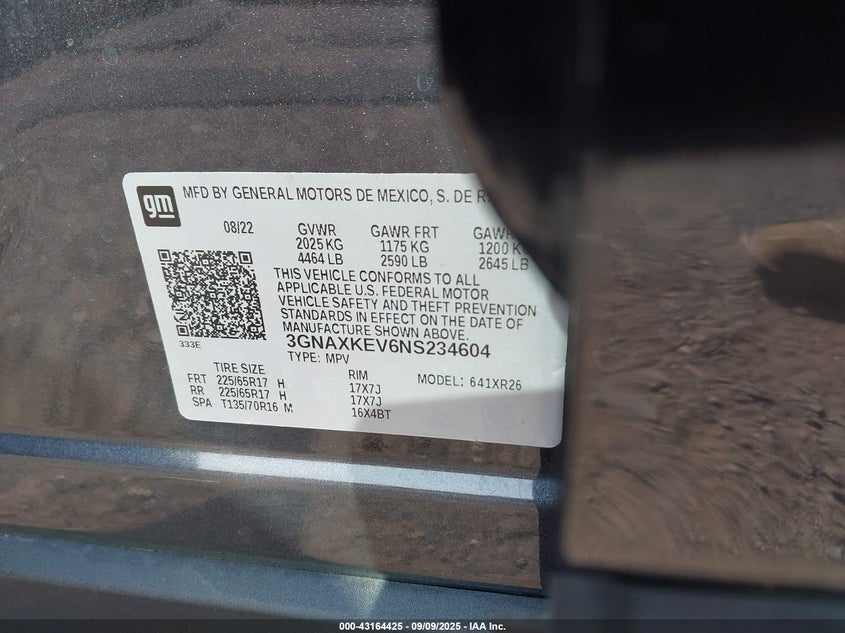 gm
MFD BY GENERAL MOTORS DE MEXICO, S. DE R
08/22 GVWR GAWR FRT
2025 KG 1175 KG 1200 KG
4464 LB 2590 LB 2645 LB
THIS VEHICLE CONFORMS TO ALL
APPLICABLE U.S. FEDERAL MOTOR
VEHICLE SAFETY AND THEFT PREVENTION
STANDARDS IN EFFECT ON THE DATE OF
MANUFACTURE SHOWN ABOVE.
333E
3GNAXKEV6NS234604
TYPE: MPV
TIRE SIZE RIM MODEL: 641XR26
FRT 225/65R17 H 17X7J
RR 225/65R17 H 17X7J
SPA T135/70R16 M 16X4BT
000-43164425 - 09/09/2025 - IAA Inc.